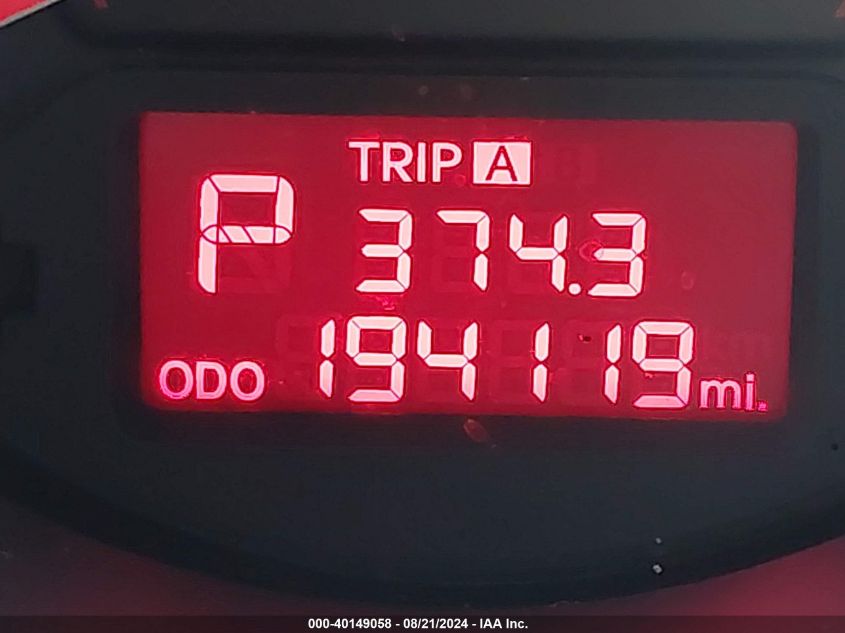 TRIP A
P 374.3
ODO 194119 mi.
000-40149058 - 08/21/2024 - IAA Inc.